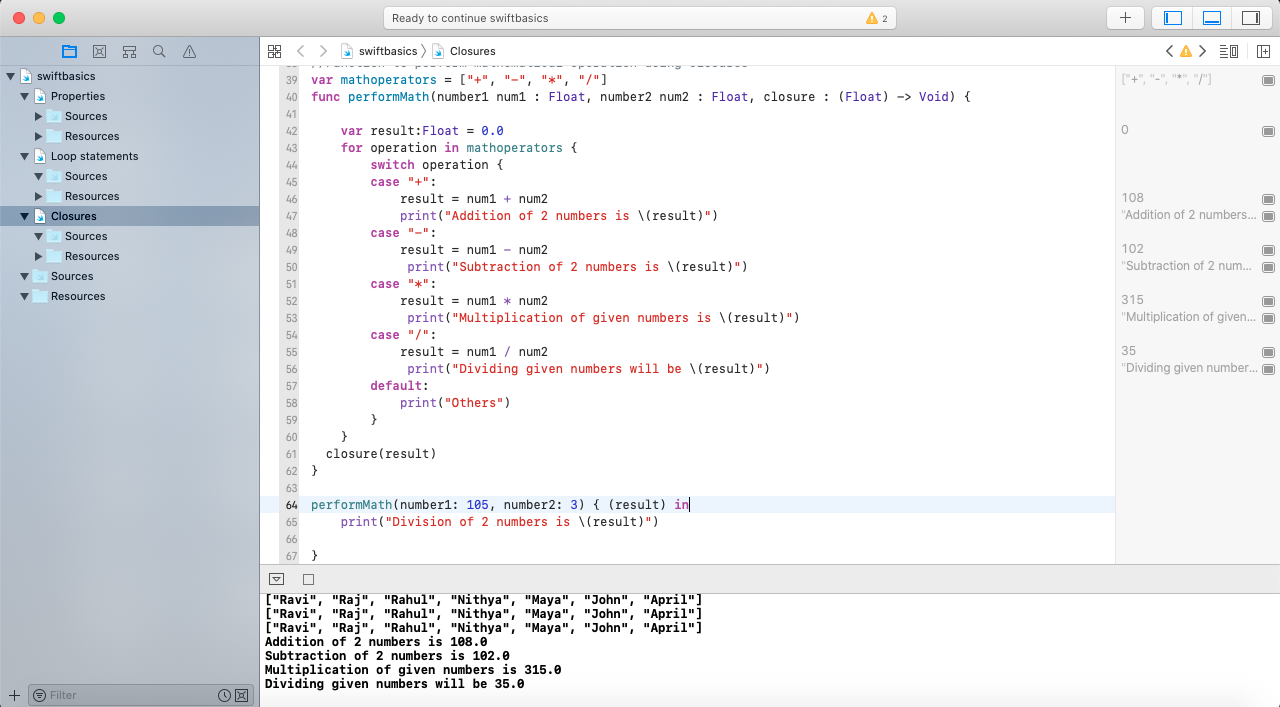 Ready to continue swiftbasics
2
swiftbasics
Closures
swiftbasics
Properties
Sources
Resources
Loop statements
Sources
Resources
Closures
Sources
Resources
Sources
Resources
Filter
39 var mathoperators = ["+", "-", "*", "/"]
40 func performMath(number1 num1 : Float, number2 num2 : Float, closure : (Float) -> Void) {
41
42 var result:Float = 0.0
43 for operation in mathoperators {
44 switch operation {
45 case "+":
46 result = num1 + num2
47 print("Addition of 2 numbers is \(result)")
48 case "-":
49 result = num1 - num2
50 print("Subtraction of 2 numbers is \(result)")
51 case "*":
52 result = num1 * num2
53 print("Multiplication of given numbers is \(result)")
54 case "/":
55 result = num1 / num2
56 print("Dividing given numbers will be \(result)")
57 default:
58 print("Others")
59 }
60 }
61 closure(result)
62 }
63
64 performMath(number1: 105, number2: 3) { (result) in
65 print("Division of 2 numbers is \(result)")
66
67 }
["+", "-", "*", "/"]
0
108
"Addition of 2 numbers...
102
"Subtraction of 2 num...
315
"Multiplication of given...
35
"Dividing given number...
["Ravi", "Raj", "Rahul", "Nithya", "Maya", "John", "April"]
["Ravi", "Raj", "Rahul", "Nithya", "Maya", "John", "April"]
["Ravi", "Raj", "Rahul", "Nithya", "Maya", "John", "April"]
Addition of 2 numbers is 108.0
Subtraction of 2 numbers is 102.0
Multiplication of given numbers is 315.0
Dividing given numbers will be 35.0